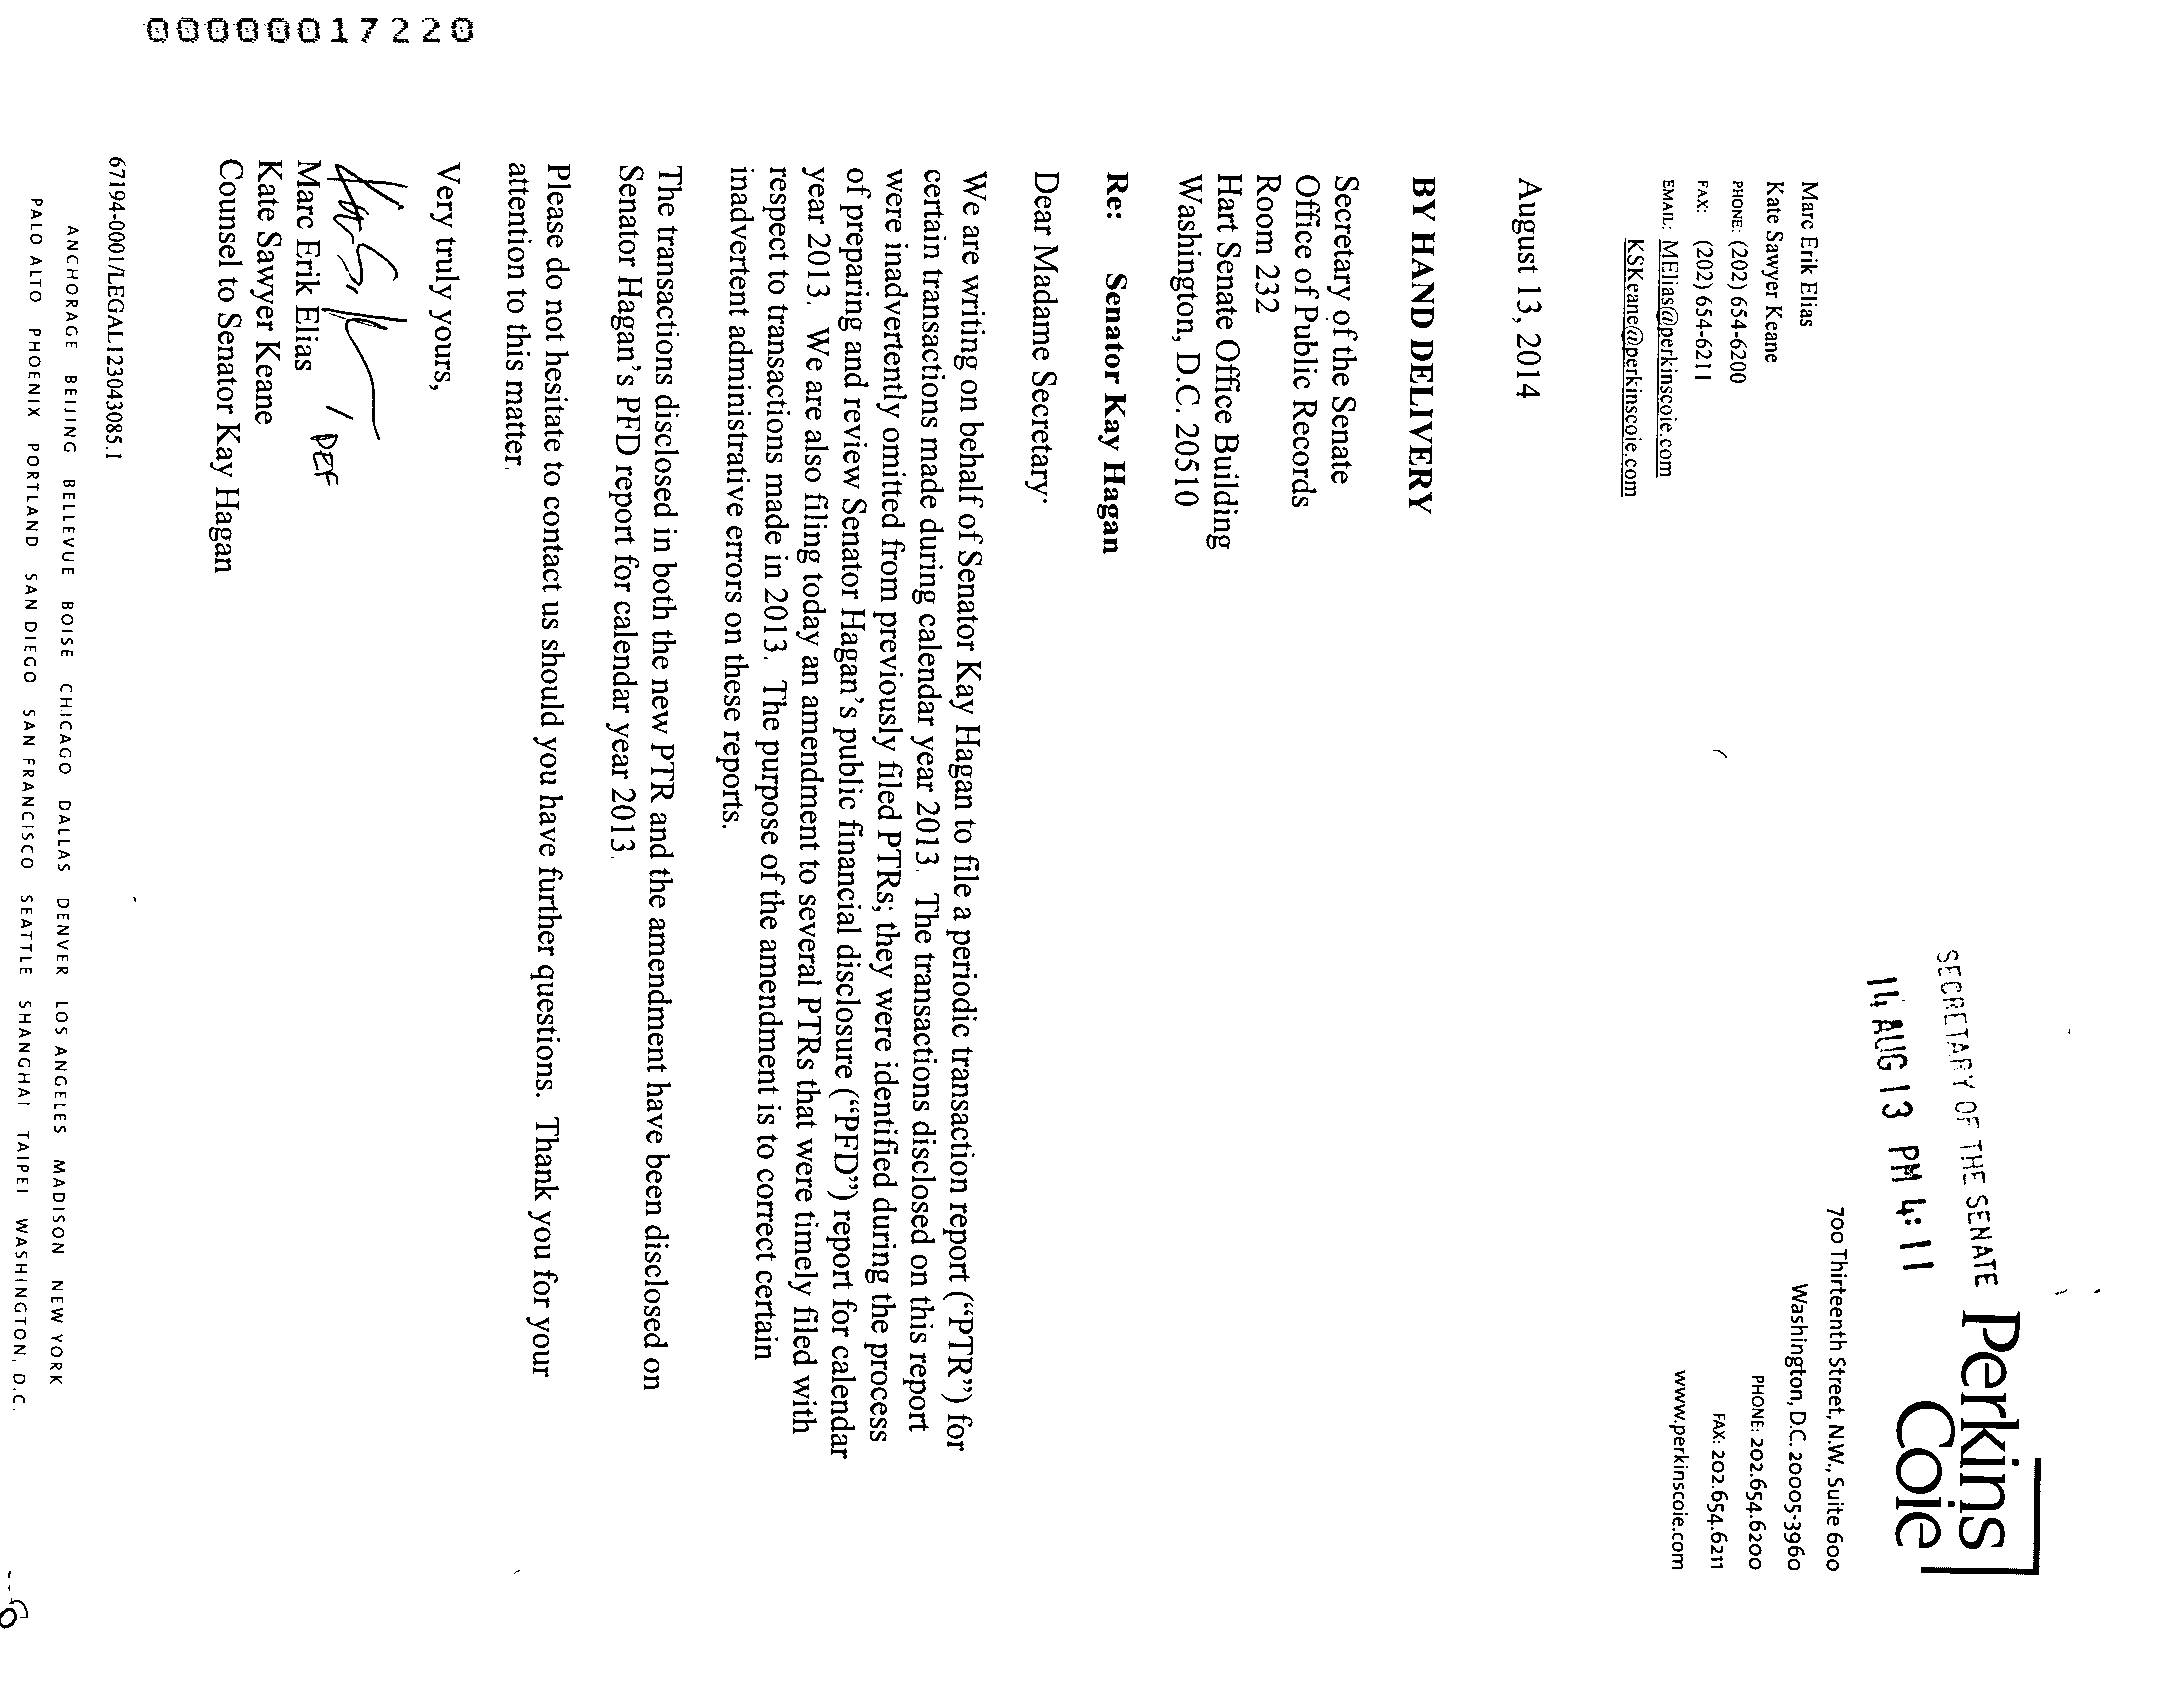 00000017220
SECRETARY OF THE SENATE
14 AUG 13 PM 4:11
Perkins
Coie
Marc Erik Elias
Kate Sawyer Keane
PHONE: (202) 654-6200
FAX: (202) 654-6211
EMAIL: MElias@perkinscoie.com
KSKeane@perkinscoie.com
700 Thirteenth Street, N.W., Suite 600
Washington, D.C. 20005-3960
PHONE: 202.654.6200
FAX: 202.654.6211
www.perkinscoie.com
August 13, 2014
BY HAND DELIVERY
Secretary of the Senate
Office of Public Records
Room 232
Hart Senate Office Building
Washington, D.C. 20510
Re: Senator Kay Hagan
Dear Madame Secretary:
We are writing on behalf of Senator Kay Hagan to file a periodic transaction report (“PTR”) for
certain transactions made during calendar year 2013. The transactions disclosed on this report
were inadvertently omitted from previously filed PTRs; they were identified during the process
of preparing and review Senator Hagan’s public financial disclosure (“PFD”) report for calendar
year 2013. We are also filing today an amendment to several PTRs that were timely filed with
respect to transactions made in 2013. The purpose of the amendment is to correct certain
inadvertent administrative errors on these reports.
The transactions disclosed in both the new PTR and the amendment have been disclosed on
Senator Hagan’s PFD report for calendar year 2013.
Please do not hesitate to contact us should you have further questions. Thank you for your
attention to this matter.
Very truly yours,
/ DEF
Marc Erik Elias
Kate Sawyer Keane
Counsel to Senator Kay Hagan
67194-0001/LEGAL123043085.1
ANCHORAGE BEIJING BELLEVUE BOISE CHICAGO DALLAS DENVER LOS ANGELES MADISON NEW YORK
PALO ALTO PHOENIX PORTLAND SAN DIEGO SAN FRANCISCO SEATTLE SHANGHAI TAIPEI WASHINGTON, D.C.